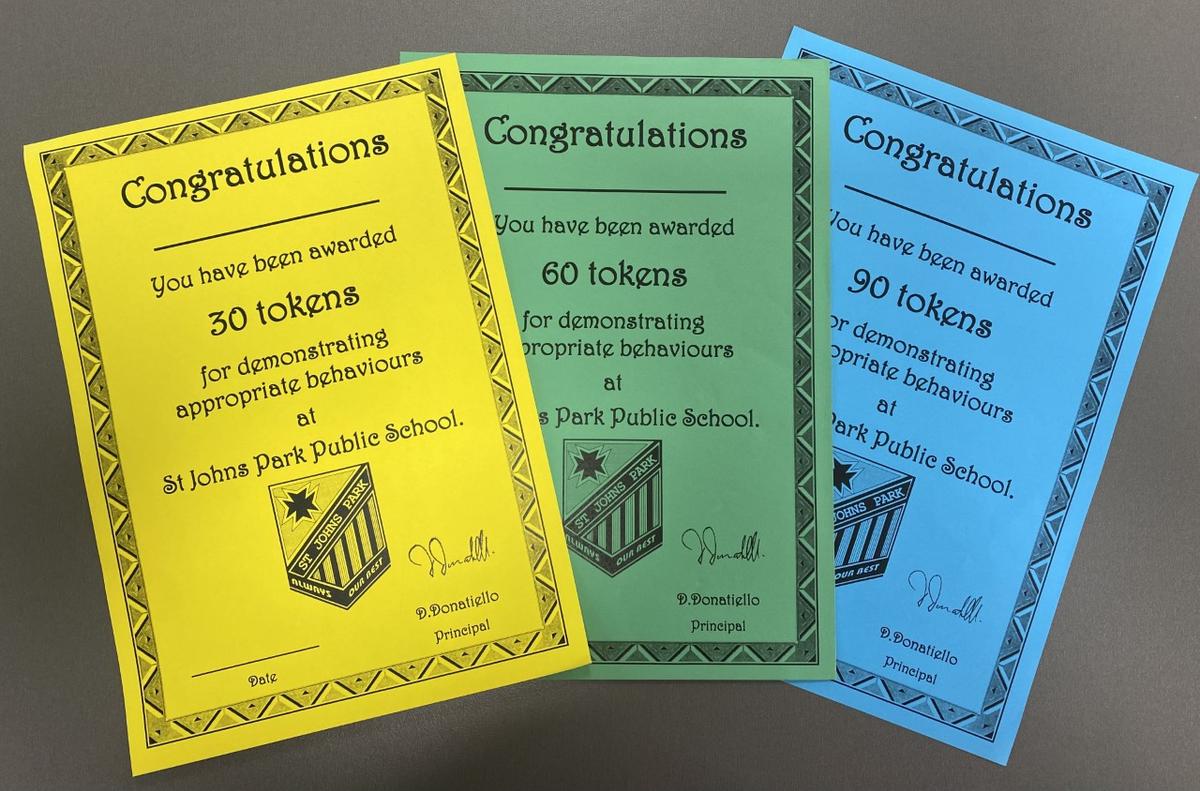 Congratulations
You have been awarded
30 tokens
for demonstrating
appropriate behaviours
at
St Johns Park Public School.
ST JOHNS PARK
ALWAYS OUR BEST
D.Donatiello
Principal
Date
Congratulations
You have been awarded
60 tokens
for demonstrating
behaviours
at
Park Public School.
ST JOHNS PARK
ALWAYS OUR BEST
D.Donatiello
Principal
Congratulations
You have been awarded
90 tokens
demonstrating
behaviours
at
Park Public School.
JOHNS PARK
OUR BEST
D.Donatiello
Principal